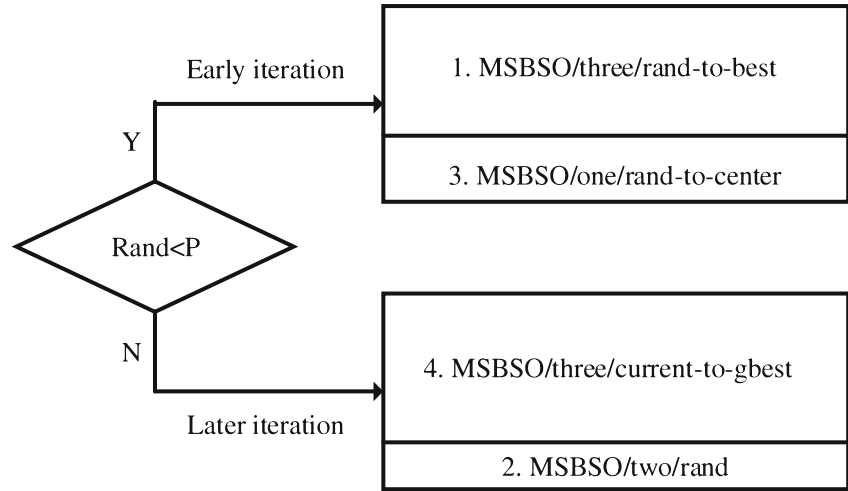 Early iteration
1. MSBSO/three/rand-to-best
Y
3. MSBSO/one/rand-to-center
Rand<P
N
4. MSBSO/three/current-to-gbest
Later iteration
2. MSBSO/two/rand